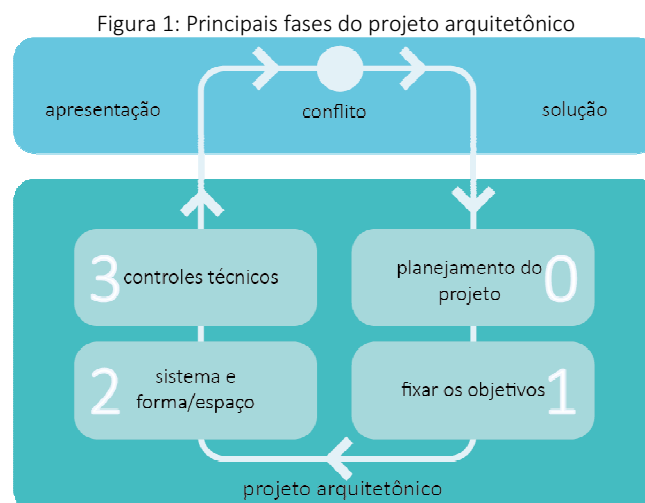 Figura 1: Principais fases do projeto arquitetônico
apresentação
conflito
solução
3 controles técnicos
planejamento do
projeto
0
2
sistema e
forma/espaço
fixar os objetivos 1
projeto arquitetônico